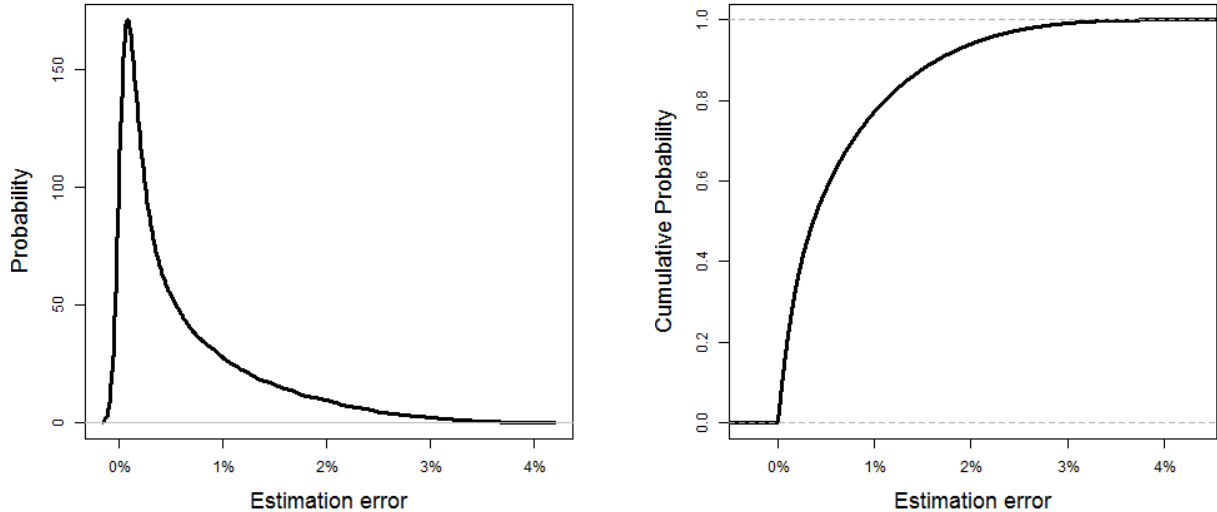 Probability
150
100
50
0
0% 1% 2% 3% 4%
Estimation error
Cumulative Probability
1.0
0.8
0.6
0.4
0.2
0.0
0% 1% 2% 3% 4%
Estimation error